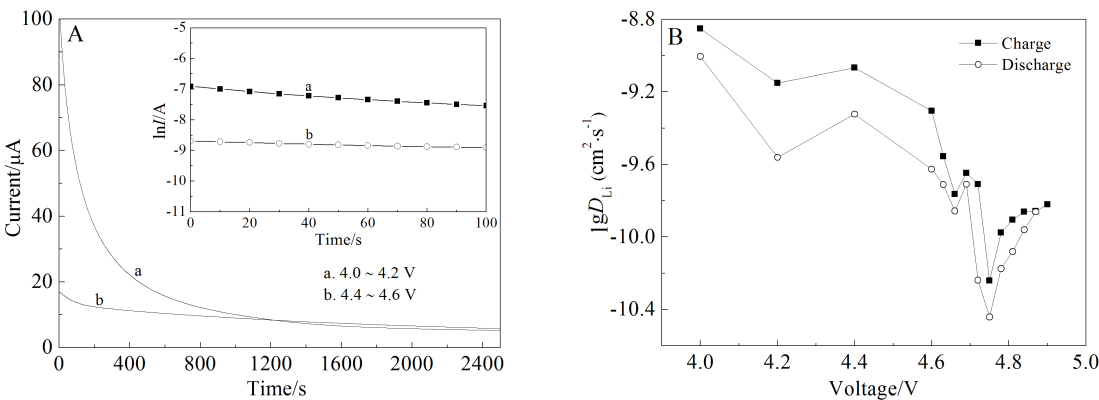 A
100
80
60
40
20
0
Current/μA
0 400 800 1200 1600 2000 2400
Time/s
a
b
a. 4.0 ~ 4.2 V
b. 4.4 ~ 4.6 V
-5
-6
-7
-8
-9
-10
-11
lnI/A
a
b
0 20 40 60 80 100
Time/s
B
-8.8
-9.2
-9.6
-10.0
-10.4
lgD_Li (cm²·s⁻¹)
Charge
Discharge
4.0 4.2 4.4 4.6 4.8 5.0
Voltage/V